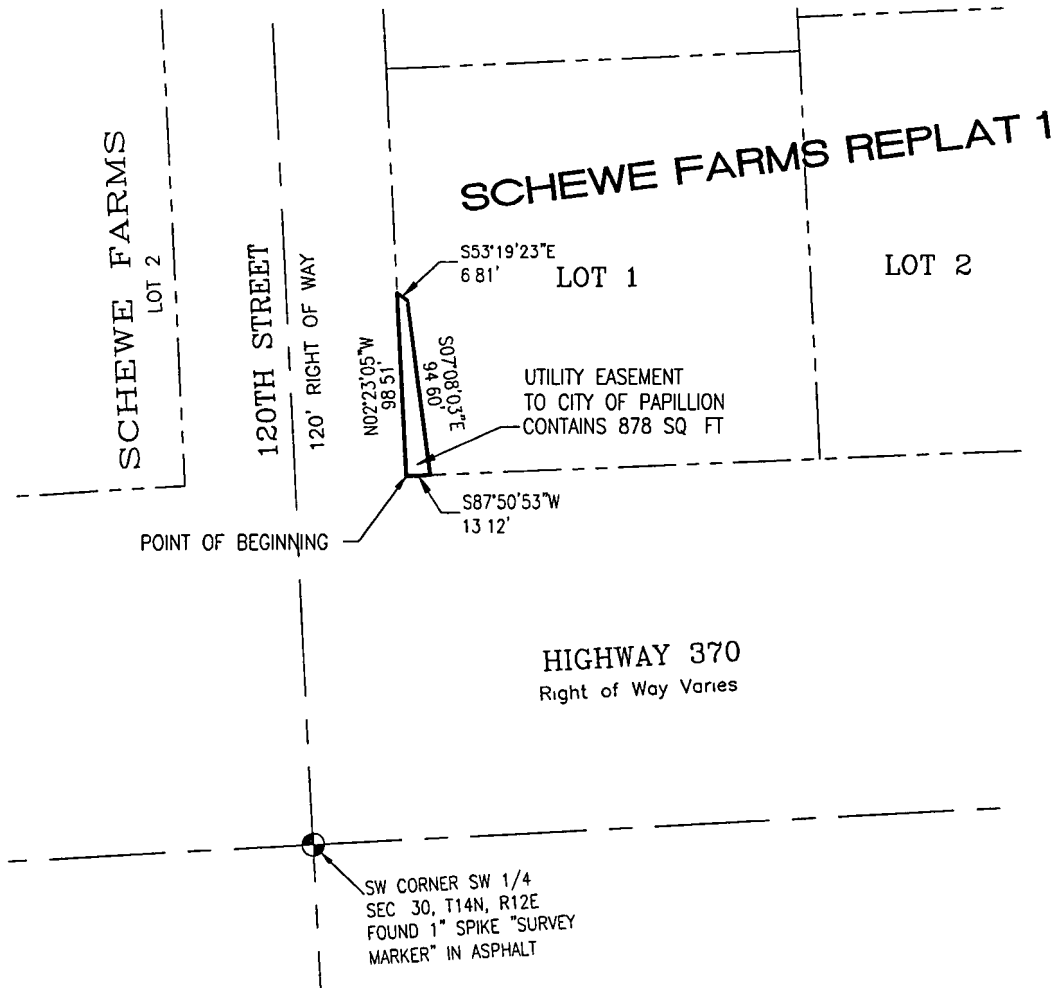 SCHEWE FARMS REPLAT 1
SCHEWE FARMS
LOT 2
120TH STREET
120' RIGHT OF WAY
S53°19'23"E
6 81'
LOT 1
LOT 2
N02°23'05"W
98 51'
S07°08'03"E
94 60'
UTILITY EASEMENT
TO CITY OF PAPILLION
CONTAINS 878 SQ FT
S87°50'53"W
13 12'
POINT OF BEGINNING
HIGHWAY 370
Right of Way Varies
SW CORNER SW 1/4
SEC 30, T14N, R12E
FOUND 1" SPIKE "SURVEY
MARKER" IN ASPHALT